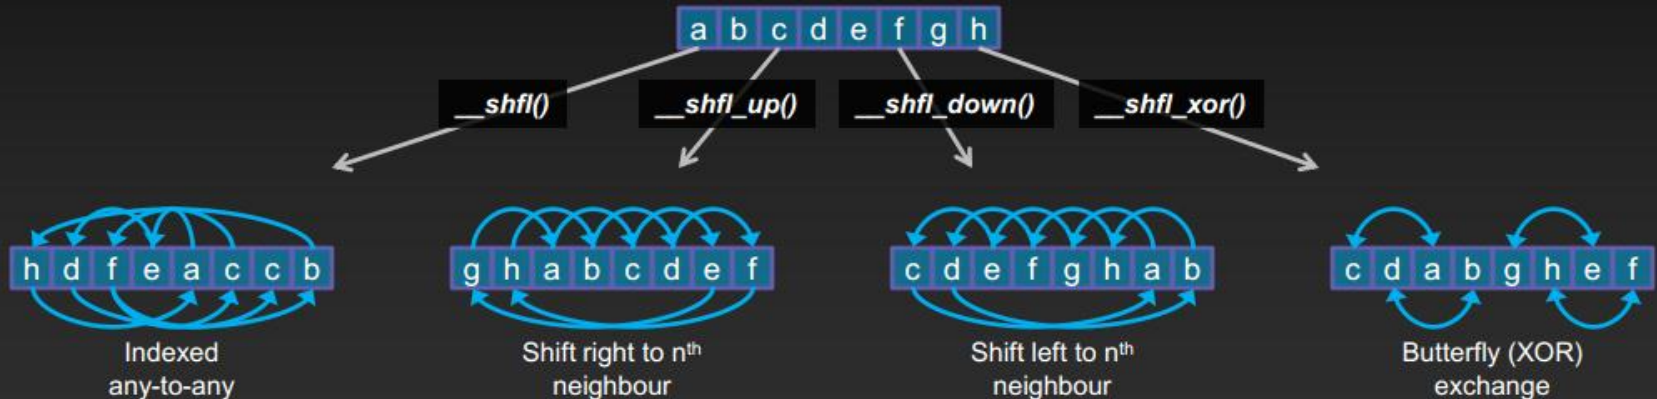 a b c d e f g h
__shfl() __shfl_up() __shfl_down() __shfl_xor()
h d f e a c c b
g h a b c d e f
c d e f g h a b
c d a b g h e f
Indexed
any-to-any
Shift right to nth
neighbour
Shift left to nth
neighbour
Butterfly (XOR)
exchange